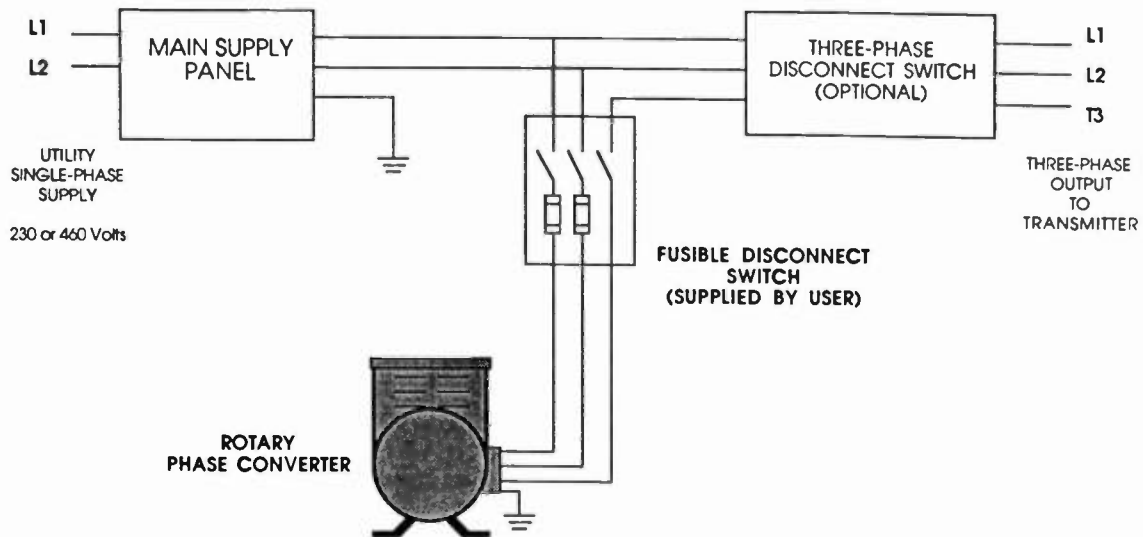 L1
L2
MAIN SUPPLY
PANEL
UTILITY
SINGLE-PHASE
SUPPLY
230 or 460 Volts
THREE-PHASE
DISCONNECT SWITCH
(OPTIONAL)
L1
L2
T3
THREE-PHASE
OUTPUT
TO
TRANSMITTER
FUSIBLE DISCONNECT
SWITCH
(SUPPLIED BY USER)
ROTARY
PHASE CONVERTER